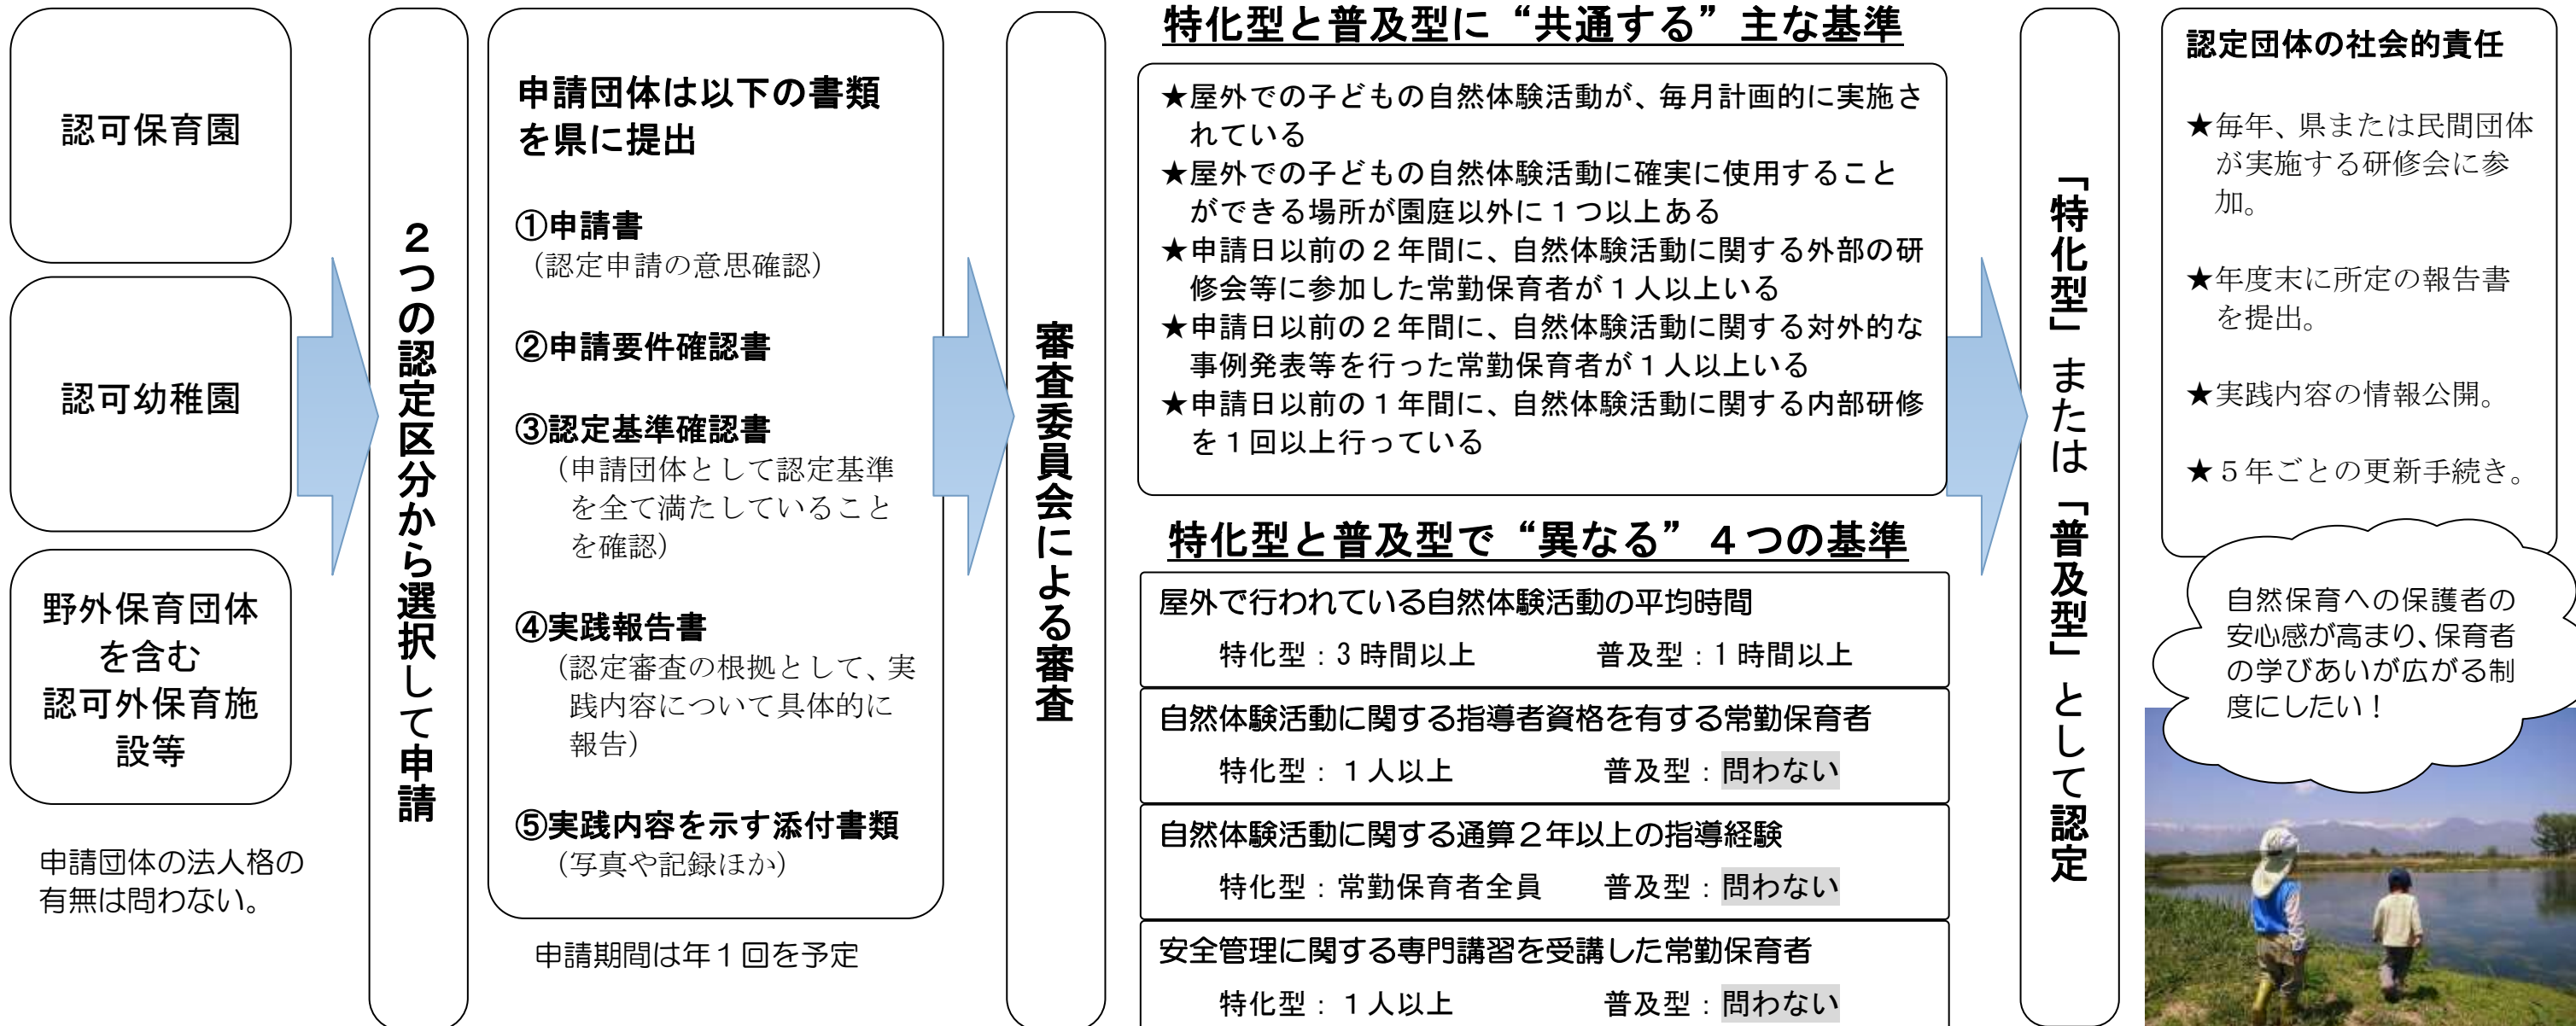 認可保育園
認可幼稚園
野外保育団体
を含む
認可外保育施
設等
申請団体の法人格の
有無は問わない。
２つの認定区分から選択して申請
申請団体は以下の書類
を県に提出
①申請書
（認定申請の意思確認）
②申請要件確認書
③認定基準確認書
（申請団体として認定基準
を全て満たしていること
を確認）
④実践報告書
（認定審査の根拠として、実
践内容について具体的に
報告）
⑤実践内容を示す添付書類
（写真や記録ほか）
申請期間は年１回を予定
審査委員会による審査
特化型と普及型に“共通する”主な基準
★屋外での子どもの自然体験活動が、毎月計画的に実施さ
れている
★屋外での子どもの自然体験活動に確実に使用すること
ができる場所が園庭以外に１つ以上ある
★申請日以前の２年間に、自然体験活動に関する外部の研
修会等に参加した常勤保育者が１人以上いる
★申請日以前の２年間に、自然体験活動に関する対外的な
事例発表等を行った常勤保育者が１人以上いる
★申請日以前の１年間に、自然体験活動に関する内部研修
を１回以上行っている
特化型と普及型で“異なる”４つの基準
屋外で行われている自然体験活動の平均時間
特化型：3 時間以上　普及型：1 時間以上
自然体験活動に関する指導者資格を有する常勤保育者
特化型：１人以上　普及型：問わない
自然体験活動に関する通算２年以上の指導経験
特化型：常勤保育者全員　普及型：問わない
安全管理に関する専門講習を受講した常勤保育者
特化型：１人以上　普及型：問わない
「特化型」または「普及型」として認定
認定団体の社会的責任
★毎年、県または民間団体
が実施する研修会に参
加。
★年度末に所定の報告書
を提出。
★実践内容の情報公開。
★５年ごとの更新手続き。
自然保育への保護者の
安心感が高まり、保育者
の学びあいが広がる制
度にしたい！